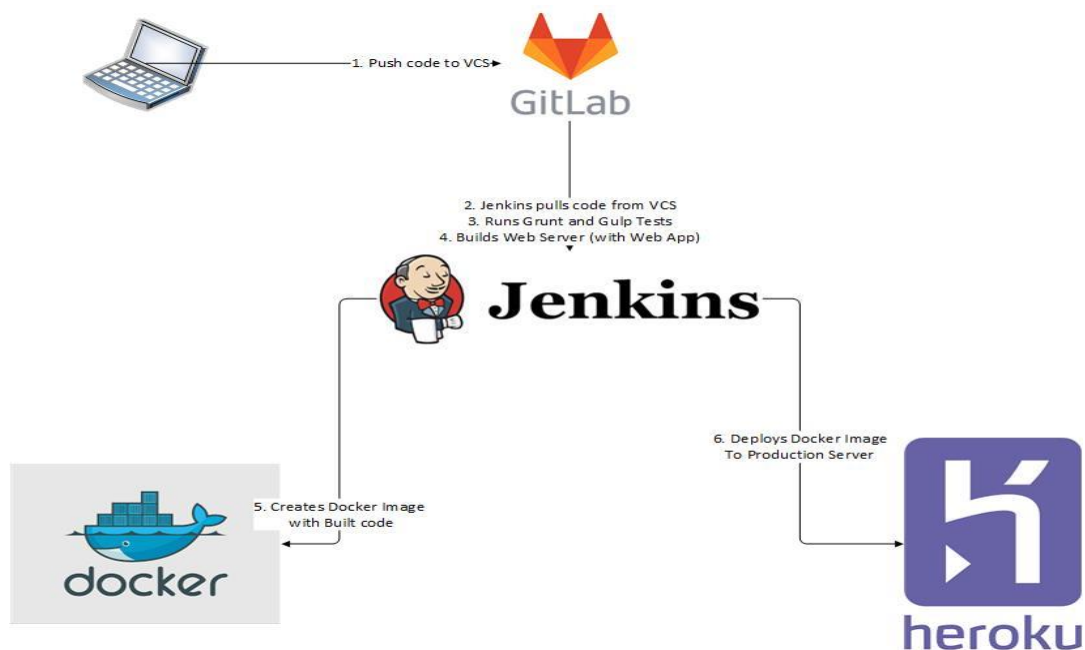 1. Push code to VCS
GitLab
2. Jenkins pulls code from VCS
3. Runs Grunt and Gulp Tests
4. Builds Web Server (with Web App)
Jenkins
6. Deploys Docker Image
To Production Server
5. Creates Docker Image
with Built code
docker
heroku